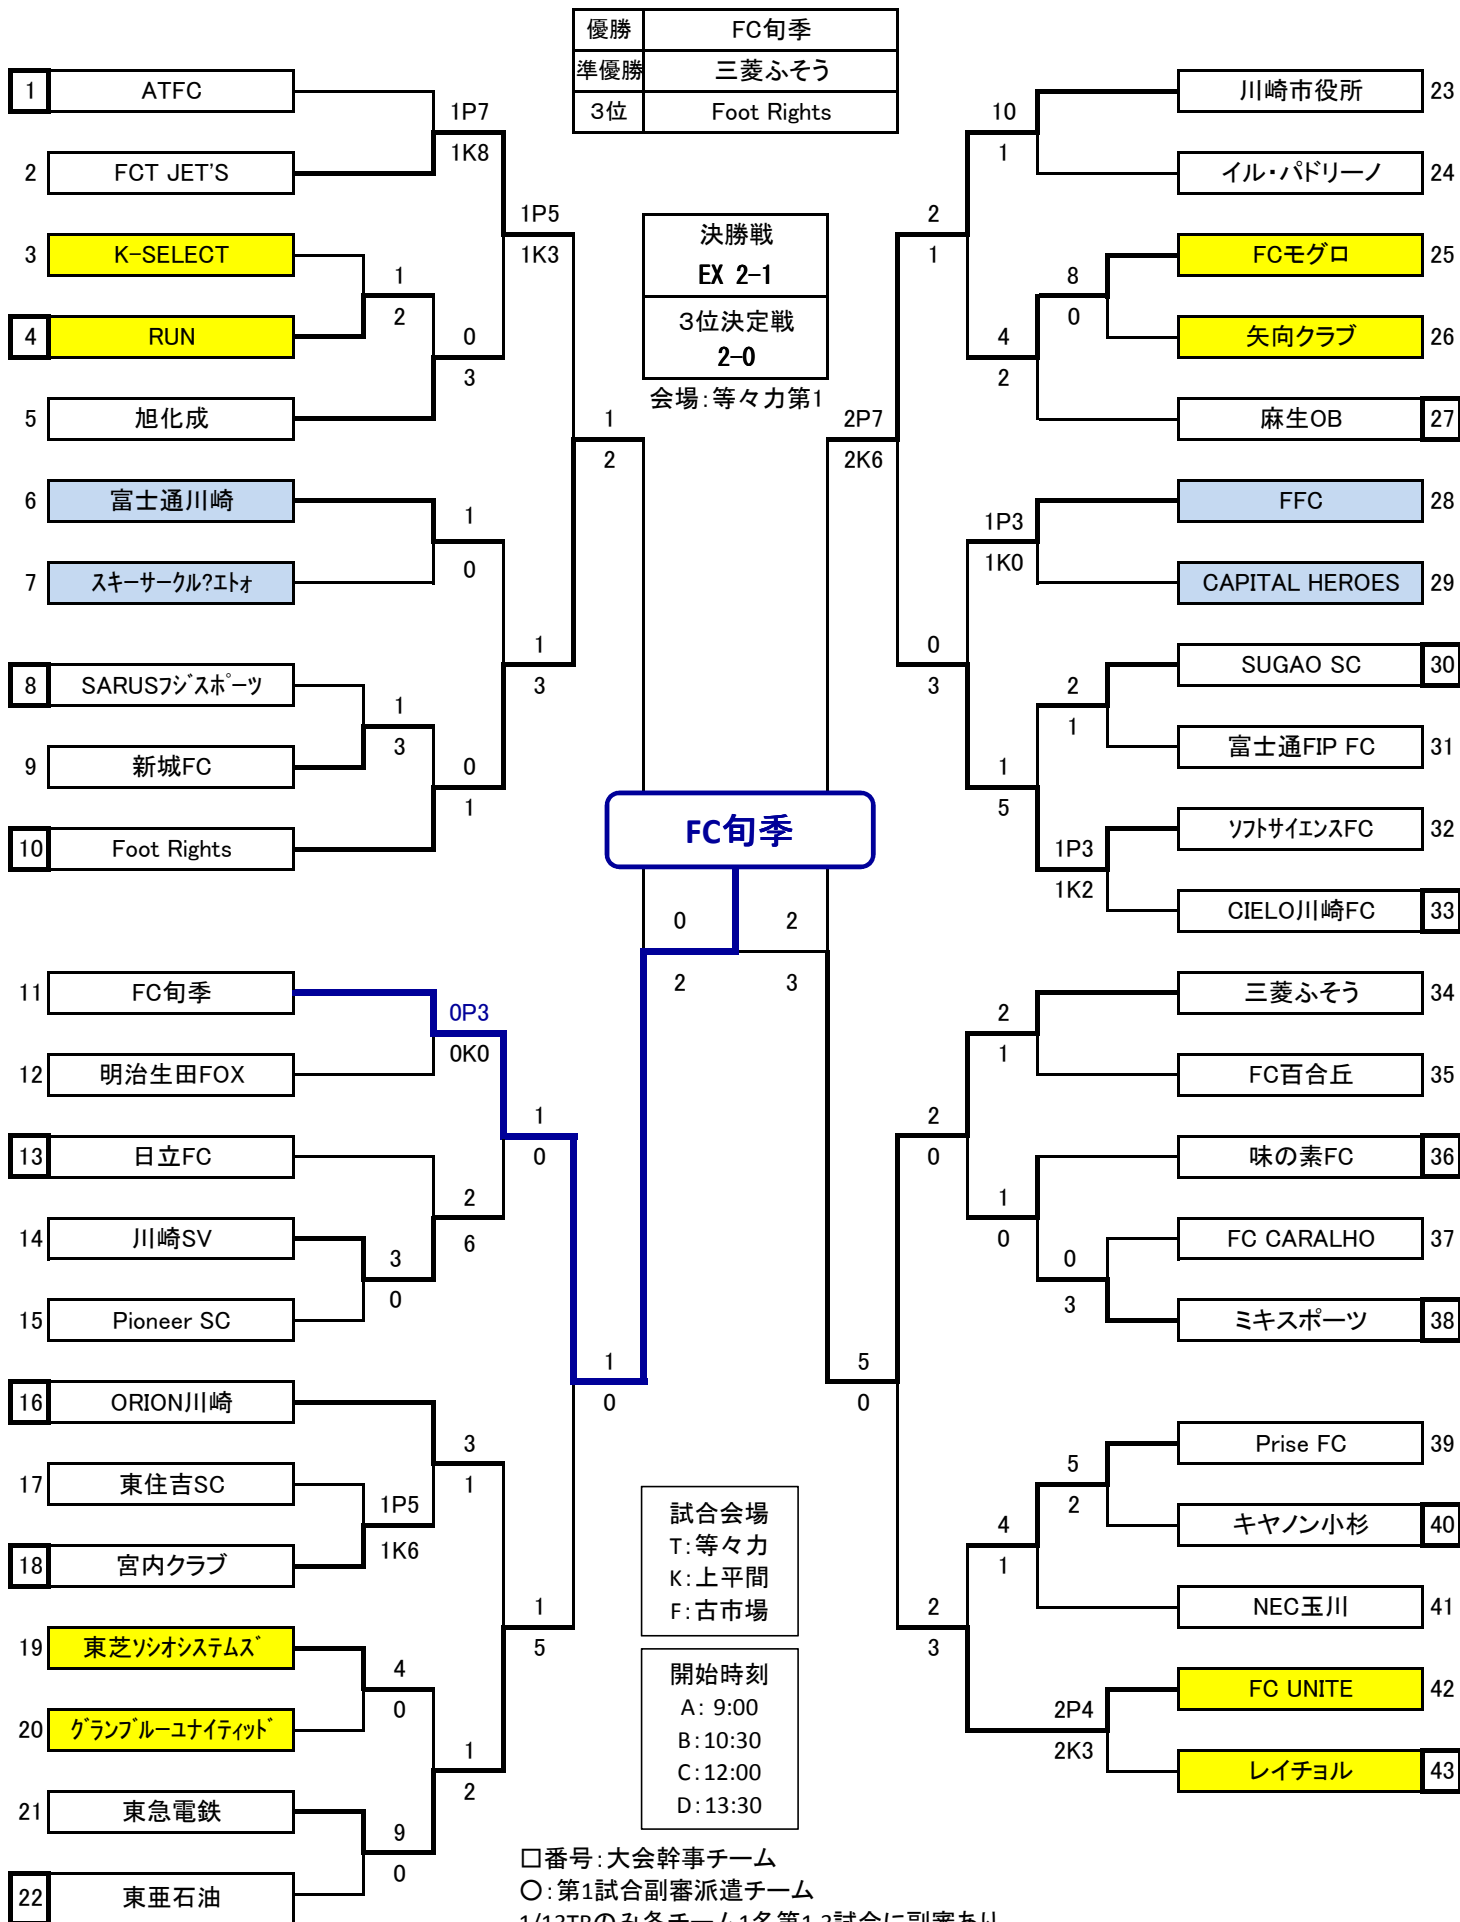 優勝 FC旬季
準優勝 三菱ふそう
3位 Foot Rights
1 ATFC
2 FCT JET'S
3 K-SELECT
4 RUN
5 旭化成
6 富士通川崎
7 スキーサークル?エトォ
8 SARUSフジスポーツ
9 新城FC
10 Foot Rights
11 FC旬季
12 明治生田FOX
13 日立FC
14 川崎SV
15 Pioneer SC
16 ORION川崎
17 東住吉SC
18 宮内クラブ
19 東芝ソシオシステムズ
20 グランブルーユナイティッド
21 東急電鉄
22 東亜石油
1P7
1K8
1
2
0
3
1P5
1K3
1
0
1
3
0
1
1
3
1
2
0P3
0K0
3
0
2
6
1
0
1P5
1K6
3
1
4
0
9
0
1
2
1
5
1
0
決勝戦
EX 2-1
3位決定戦
2-0
会場:等々力第1
FC旬季
0 2
2 3
試合会場
T:等々力
K:上平間
F:古市場
開始時刻
A: 9:00
B:10:30
C:12:00
D:13:30
10
1
8
0
4
2
2
1
2P7
2K6
1P3
1K0
2
1
1P3
1K2
1
5
0
3
2
1
0
3
1
0
2
0
5
0
5
2
4
1
2P4
2K3
2
3
川崎市役所 23
イル・パドリーノ 24
FCモグロ 25
矢向クラブ 26
麻生OB 27
FFC 28
CAPITAL HEROES 29
SUGAO SC 30
富士通FIP FC 31
ソフトサイエンスFC 32
CIELO川崎FC 33
三菱ふそう 34
FC百合丘 35
味の素FC 36
FC CARALHO 37
ミキスポーツ 38
Prise FC 39
キヤノン小杉 40
NEC玉川 41
FC UNITE 42
レイチョル 43
□番号:大会幹事チーム
○:第1試合副審派遣チーム